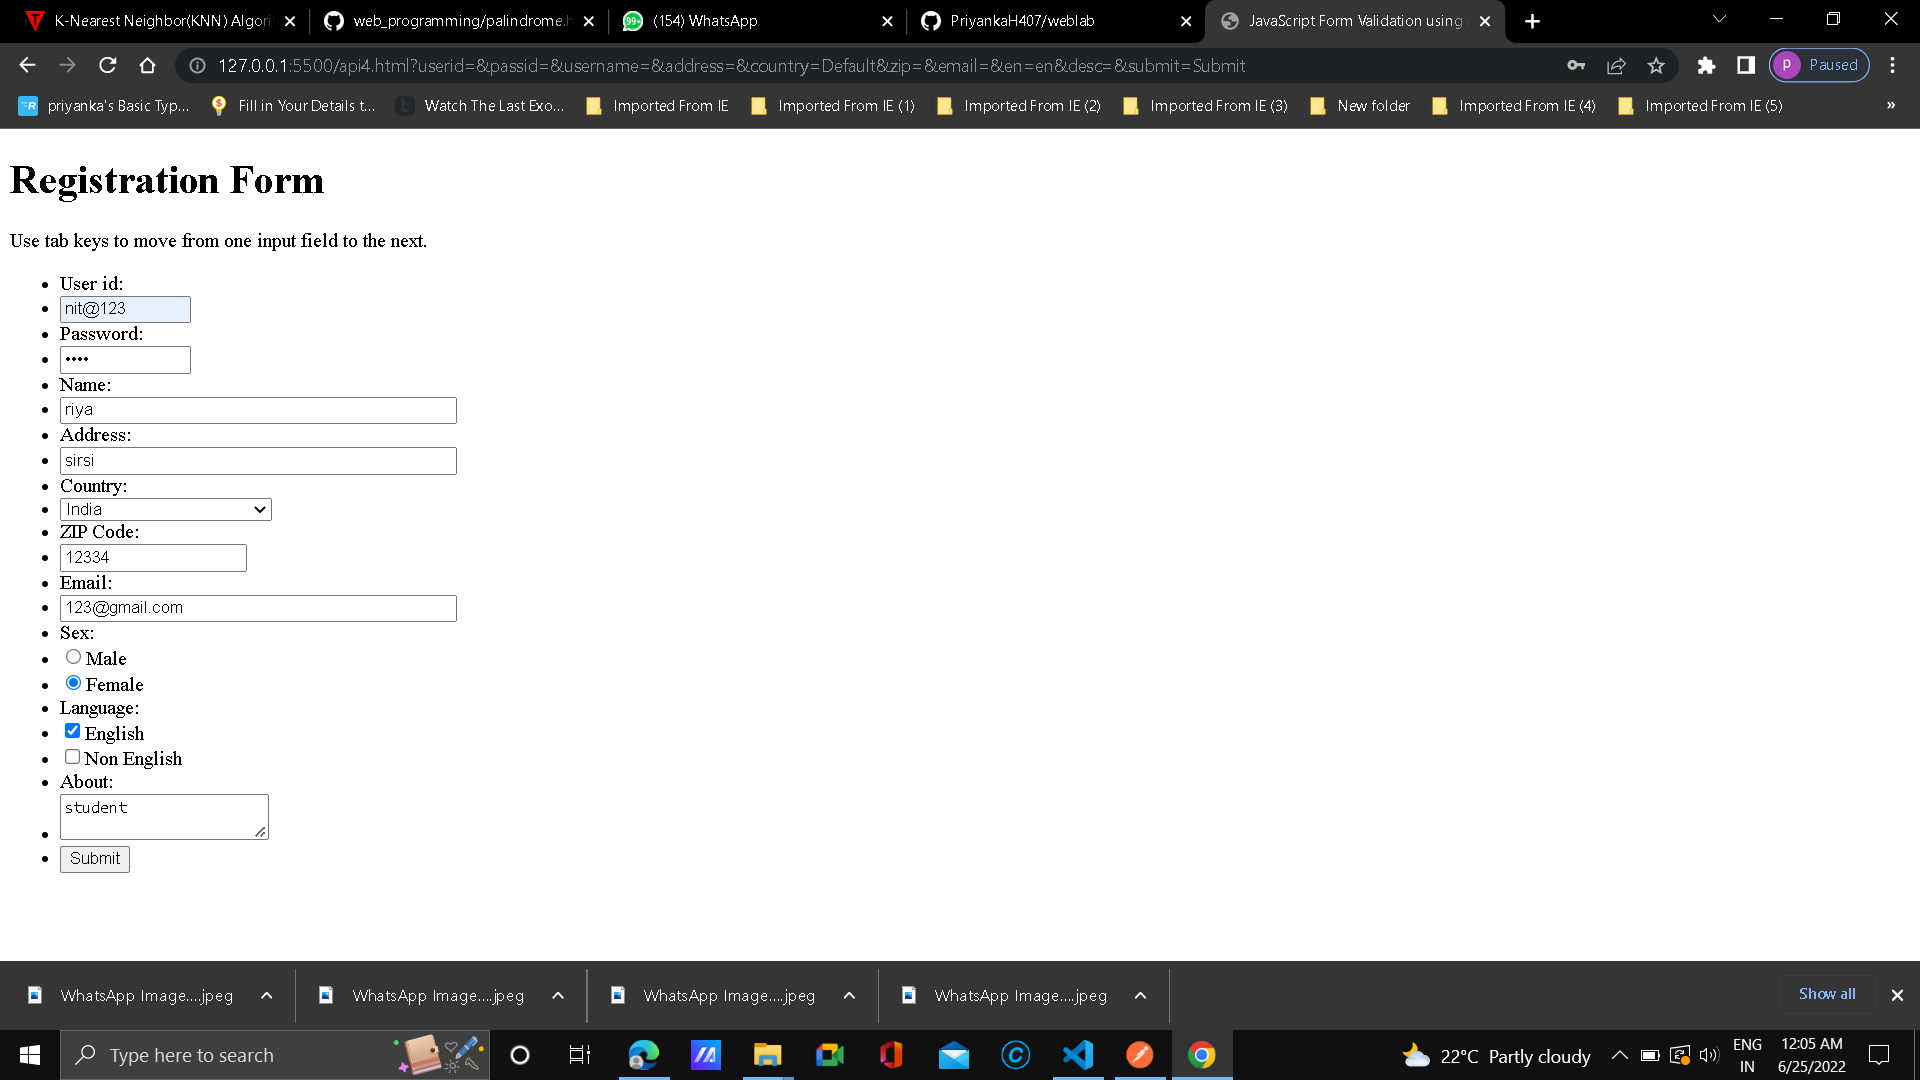 K-Nearest Neighbor(KNN) Algori
web_programming/palindrome.h
(154) WhatsApp
PriyankaH407/weblab
JavaScript Form Validation using a
127.0.0.1:5500/api4.html?userid=&passid=&username=&address=&country=Default&zip=&email=&en=en&desc=&submit=Submit
P Paused
priyanka's Basic Typ...
Fill in Your Details t...
Watch The Last Exo...
Imported From IE
Imported From IE (1)
Imported From IE (2)
Imported From IE (3)
New folder
Imported From IE (4)
Imported From IE (5)
»
Registration Form
Use tab keys to move from one input field to the next.
User id:
nit@123
Password:
••••
Name:
riya
Address:
sirsi
Country:
India
ZIP Code:
12334
Email:
123@gmail.com
Sex:
Male
Female
Language:
English
Non English
About:
student
Submit
WhatsApp Image....jpeg
WhatsApp Image....jpeg
WhatsApp Image....jpeg
WhatsApp Image....jpeg
Show all
Type here to search
22°C Partly cloudy
ENG
IN
12:05 AM
6/25/2022